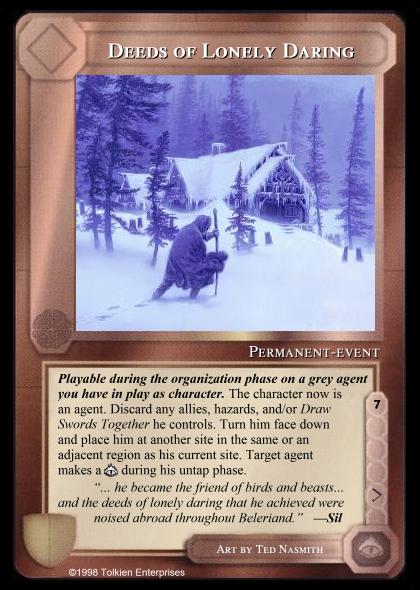 DEEDS OF LONELY DARING
PERMANENT-EVENT
Playable during the organization phase on a grey agent
you have in play as character. The character now is
an agent. Discard any allies, hazards, and/or Draw
Swords Together he controls. Turn him face down
and place him at another site in the same or an
adjacent region as his current site. Target agent
makes a during his untap phase.
"... he became the friend of birds and beasts...
and the deeds of lonely daring that he achieved were
noised abroad throughout Beleriand." —Sil
7
ART BY TED NASMITH
©1998 Tolkien Enterprises